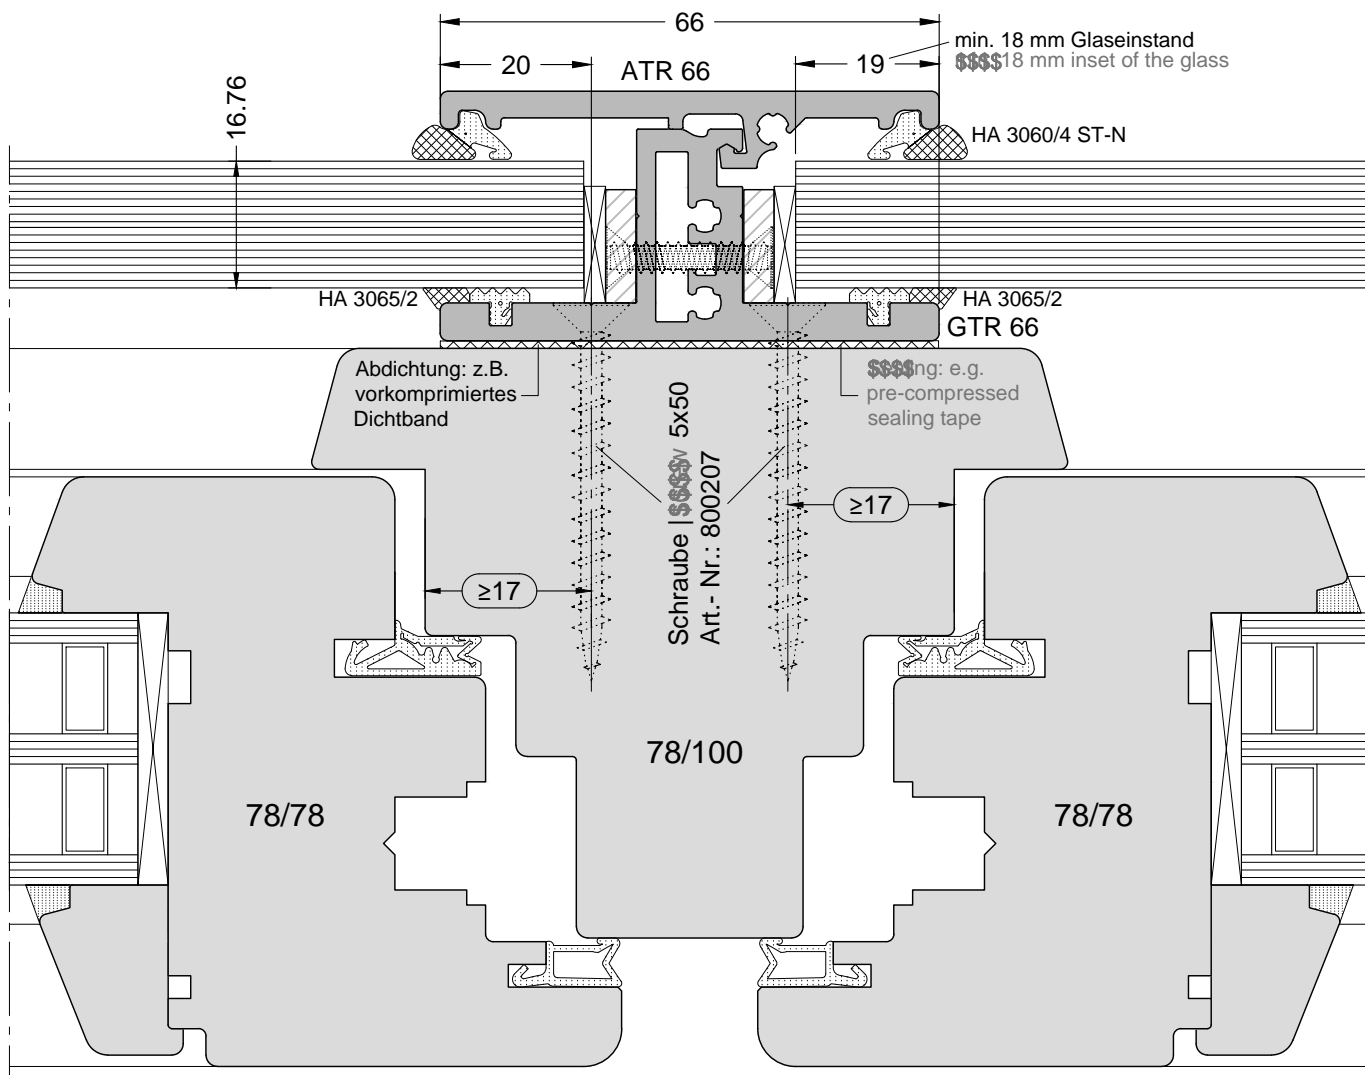 66
20
ATR 66
19
min. 18 mm Glaseinstand
18 mm inset of the glass
16.76
HA 3060/4 ST-N
HA 3065/2
HA 3065/2
GTR 66
Abdichtung: z.B.
vorkomprimiertes
Dichtband
e.g.
pre-compressed
sealing tape
Schraube | 5x50
Art.- Nr.: 800207
≥17
≥17
78/100
78/78
78/78